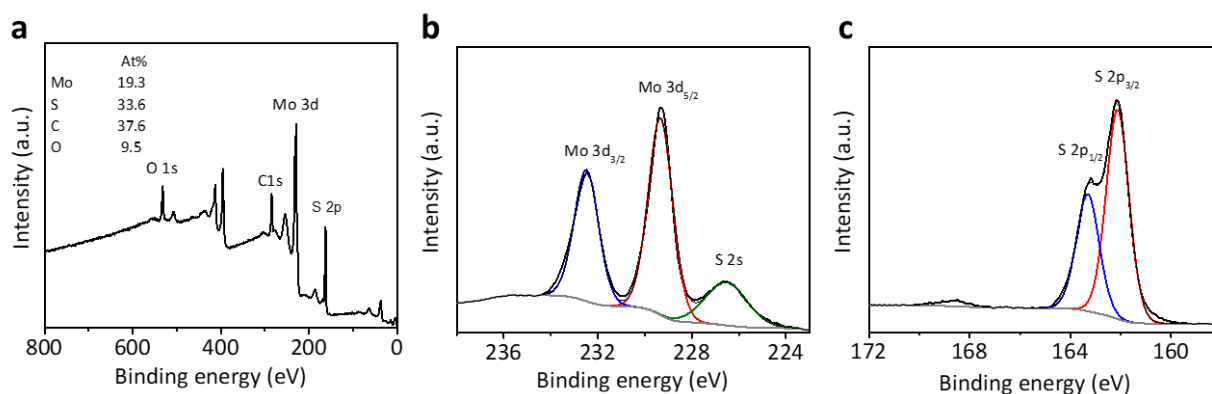 a
At%
Mo 19.3
S 33.6
C 37.6
O 9.5
O 1s
C1s
Mo 3d
S 2p
Intensity (a.u.)
800 600 400 200 0
Binding energy (eV)
b
Mo 3d3/2
Mo 3d5/2
S 2s
Intensity (a.u.)
236 232 228 224
Binding energy (eV)
c
S 2p3/2
S 2p1/2
Intensity (a.u.)
172 168 164 160
Binding energy (eV)